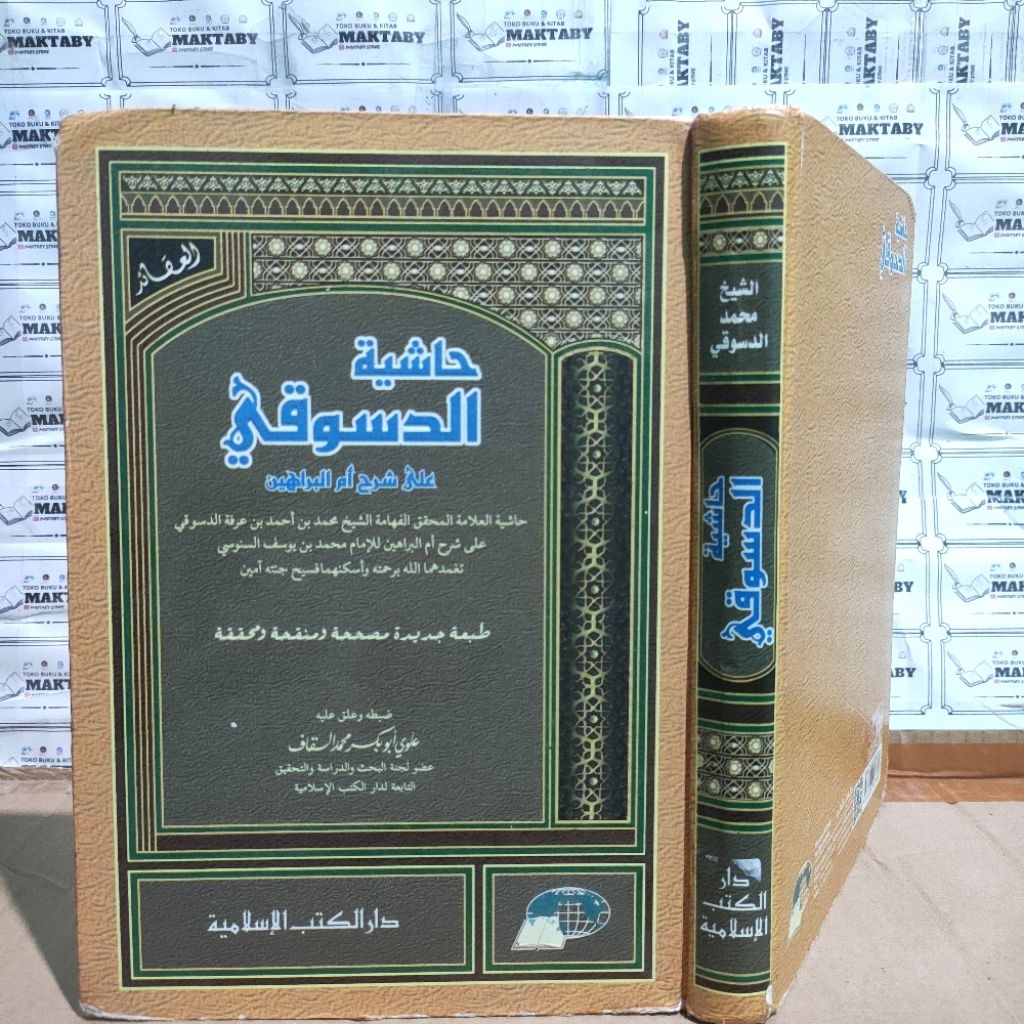 TOKO BUKU & KITAB
MAKTABY
MAKTABY STORE
العقائد
حاشية
الدسوقي
على شرح أم البراهين
حاشية العلامة المحقق الفهامة الشيخ محمد بن أحمد بن عرفة الدسوقي
على شرح أم البراهين للإمام محمد بن يوسف السنوسي
تغمدهما الله برحمته وأسكنهما فسيح جنته آمين
طبعة جديدة مصححة ومنقحة ومحققة
ضبطه وعلق عليه
علوي أبو بكر محمد السقاف
عضو لجنة البحث والدراسة والتحقيق
التابعة لدار الكتب الإسلامية
دار الكتب الإسلامية
الشيخ
محمد
الدسوقي
حاشية
الدسوقي
دار
الكتب
الإسلامية